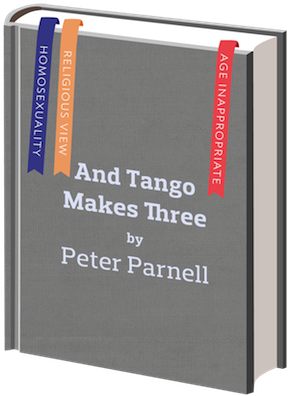 HOMOSEXUALITY
RELIGIOUS VIEW
AGE INAPPROPRIATE
And Tango
Makes Three
by
Peter Parnell